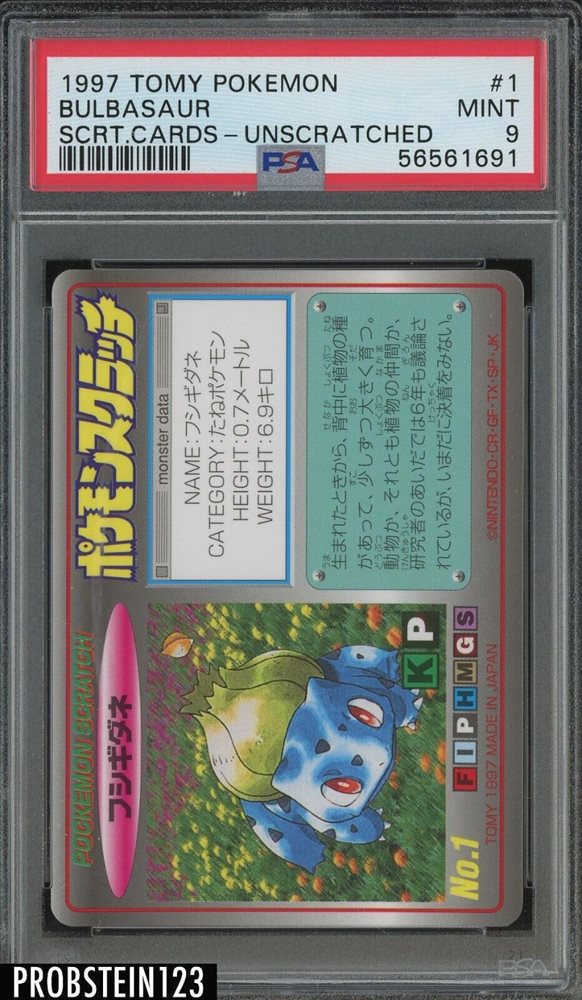 1997 TOMY POKEMON #1
BULBASAUR MINT
SCRT.CARDS-UNSCRATCHED 9
PSA 56561691
ポケモンスクラッチ
POCKEMON SCRATCH!
フシギダネ
monster data
NAME:フシギダネ
CATEGORY:たねポケモン
HEIGHT:0.7メートル
WEIGHT:6.9キロ
生まれたときから、背中に植物の種
があって、少しずつ大きく育つ。
動物か、それとも植物の仲間か、
研究者のあいだでは6年も議論さ
れているが、いまだに決着をみない。
K P
F I P H M G S
No.1
TOMY 1997 MADE IN JAPAN
©NINTENDO・CR・GF・TX・SP・JK
PSA
PROBSTEIN123